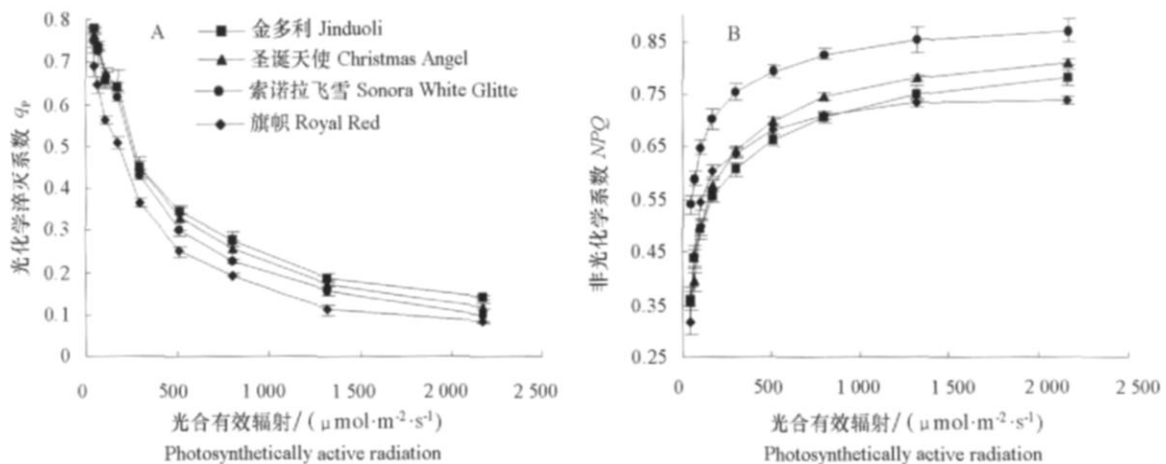 0.8
0.7
0.6
0.5
0.4
0.3
0.2
0.1
0
光化学淬灭系数 qp
A
金多利 Jinduoli
圣诞天使 Christmas Angel
索诺拉飞雪 Sonora White Glitte
旗帜 Royal Red
0 500 1 000 1 500 2 000 2 500
光合有效辐射/(μmol·m-2·s-1)
Photosynthetically active radiation
0.85
0.75
0.65
0.55
0.45
0.35
0.25
非光化学系数 NPQ
B
0 500 1 000 1 500 2 000 2 500
光合有效辐射/(μmol·m-2·s-1)
Photosynthetically active radiation